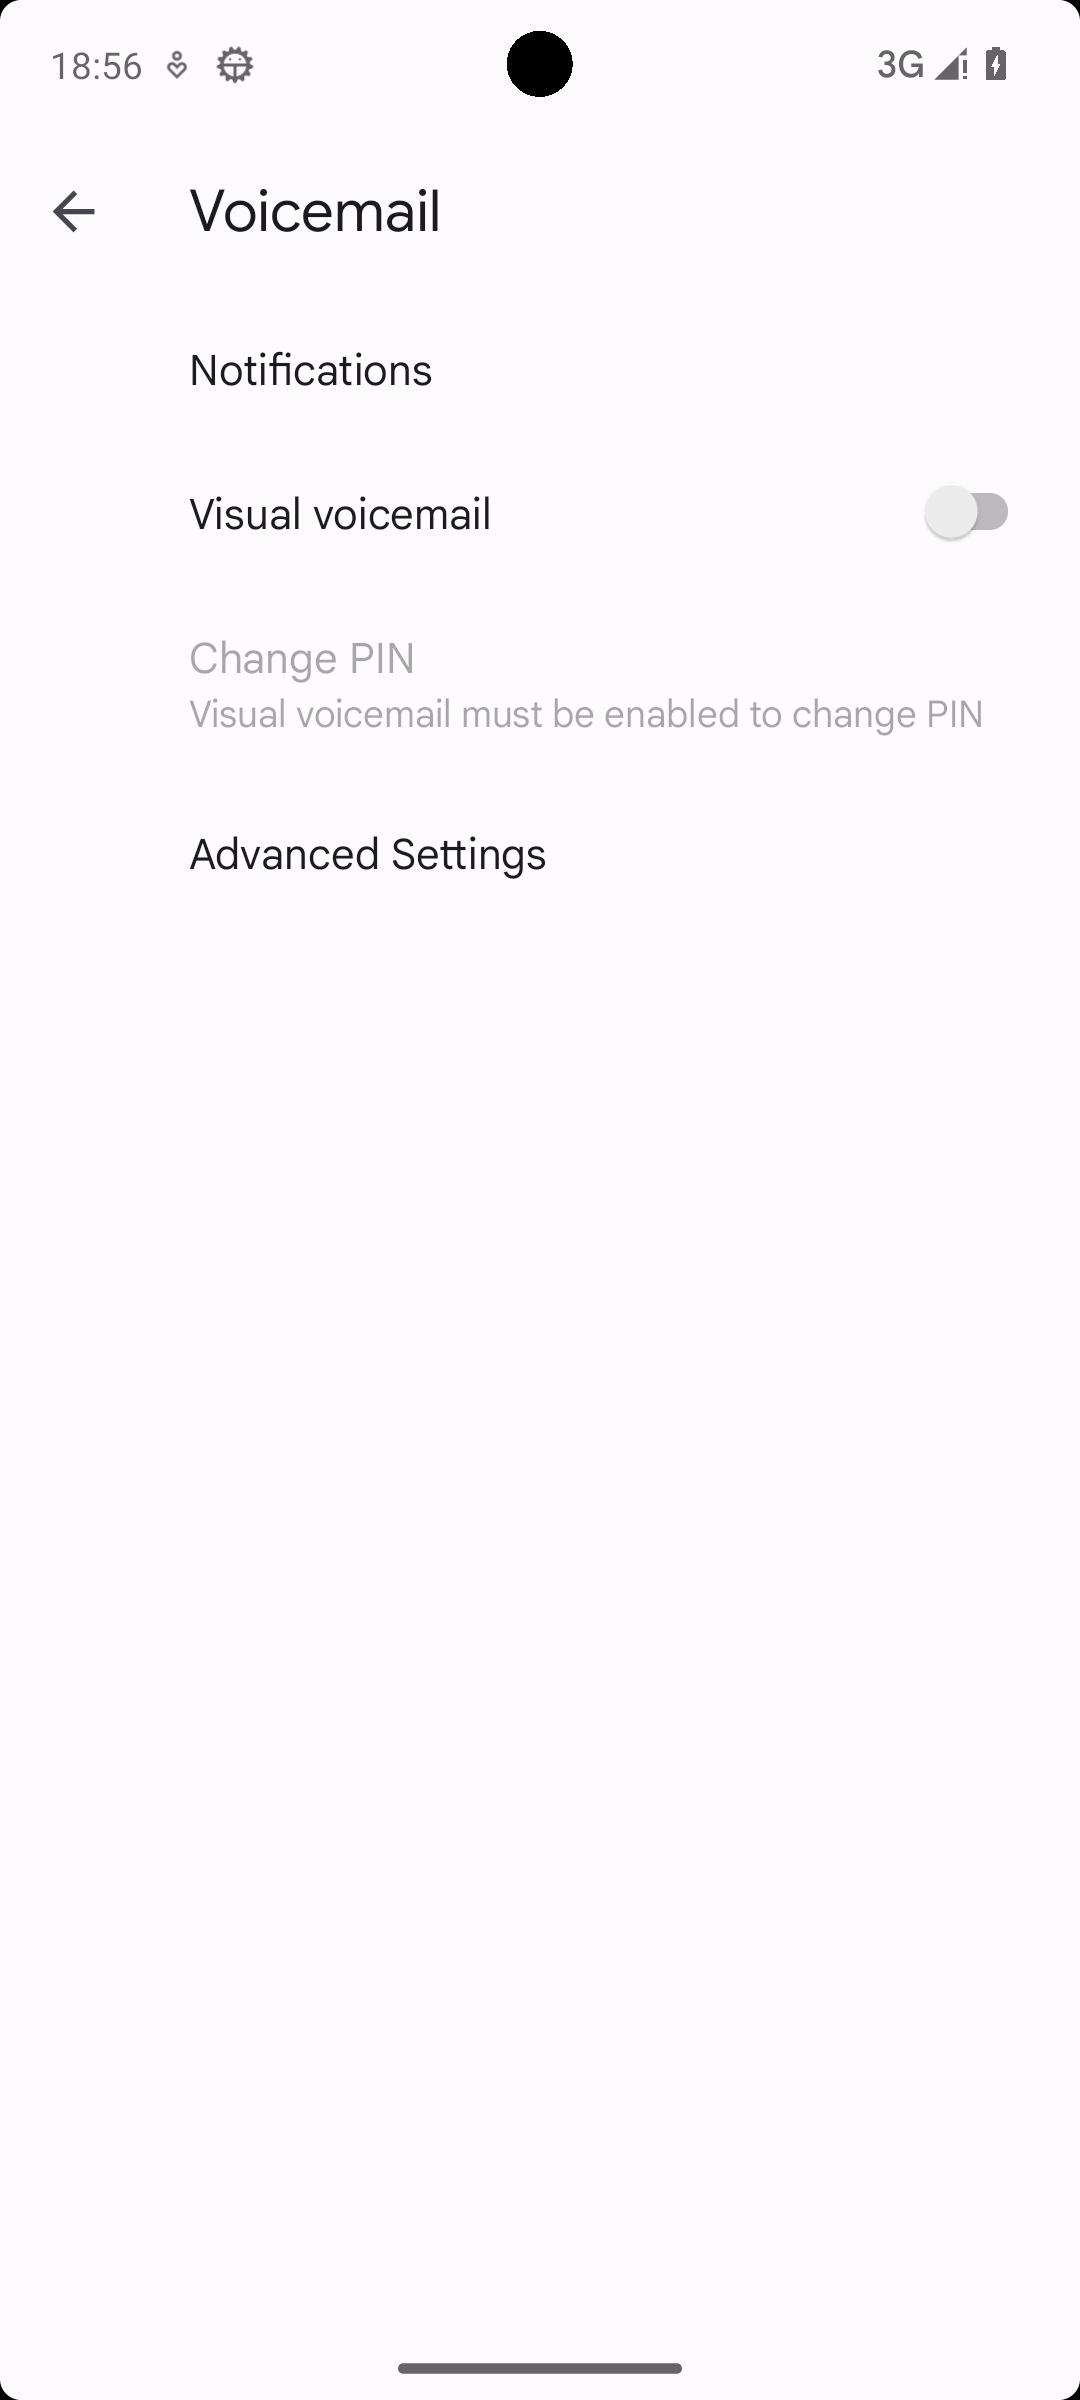 18:56
3G
Voicemail
Notifications
Visual voicemail
Change PIN
Visual voicemail must be enabled to change PIN
Advanced Settings